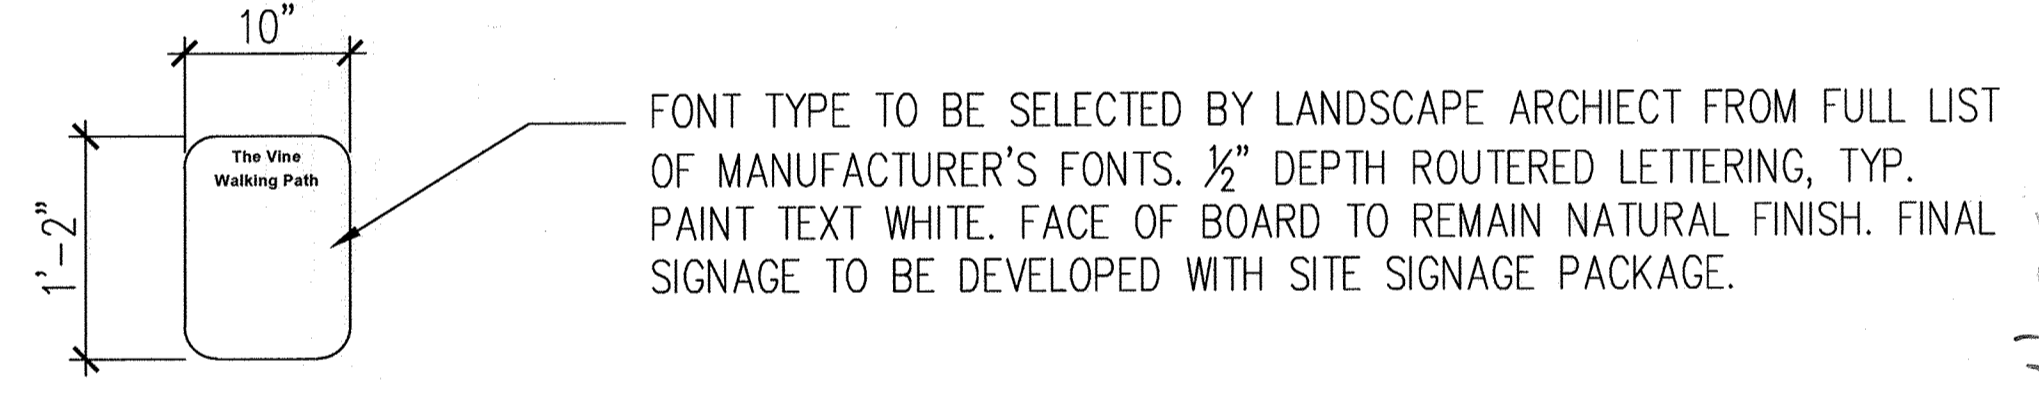 10"
The Vine
Walking Path
1'-2"
FONT TYPE TO BE SELECTED BY LANDSCAPE ARCHIECT FROM FULL LIST
OF MANUFACTURER'S FONTS. ½" DEPTH ROUTERED LETTERING, TYP.
PAINT TEXT WHITE. FACE OF BOARD TO REMAIN NATURAL FINISH. FINAL
SIGNAGE TO BE DEVELOPED WITH SITE SIGNAGE PACKAGE.